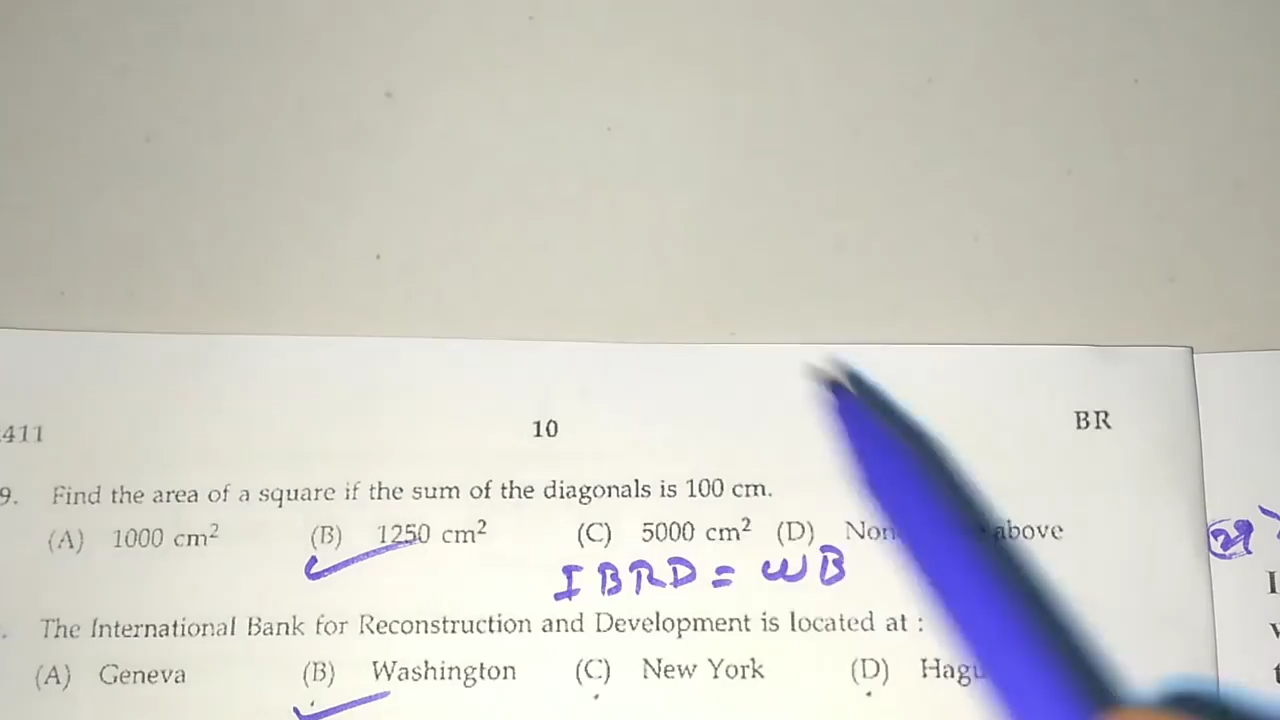 411 10 BR
9. Find the area of a square if the sum of the diagonals is 100 cm.
(A) 1000 cm² (B) 1250 cm² (C) 5000 cm² (D) above
IBRD = WB
. The International Bank for Reconstruction and Development is located at :
(A) Geneva (B) Washington (C) New York (D)